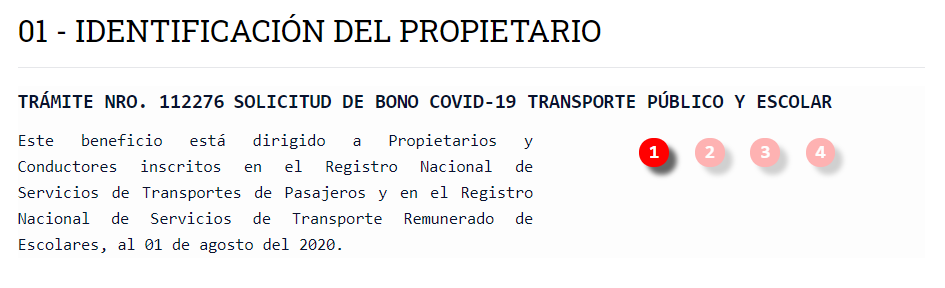 01 - IDENTIFICACIÓN DEL PROPIETARIO
TRÁMITE NRO. 112276 SOLICITUD DE BONO COVID-19 TRANSPORTE PÚBLICO Y ESCOLAR
Este beneficio está dirigido a Propietarios y
Conductores inscritos en el Registro Nacional de
Servicios de Transportes de Pasajeros y en el Registro
Nacional de Servicios de Transporte Remunerado de
Escolares, al 01 de agosto del 2020.
1 2 3 4